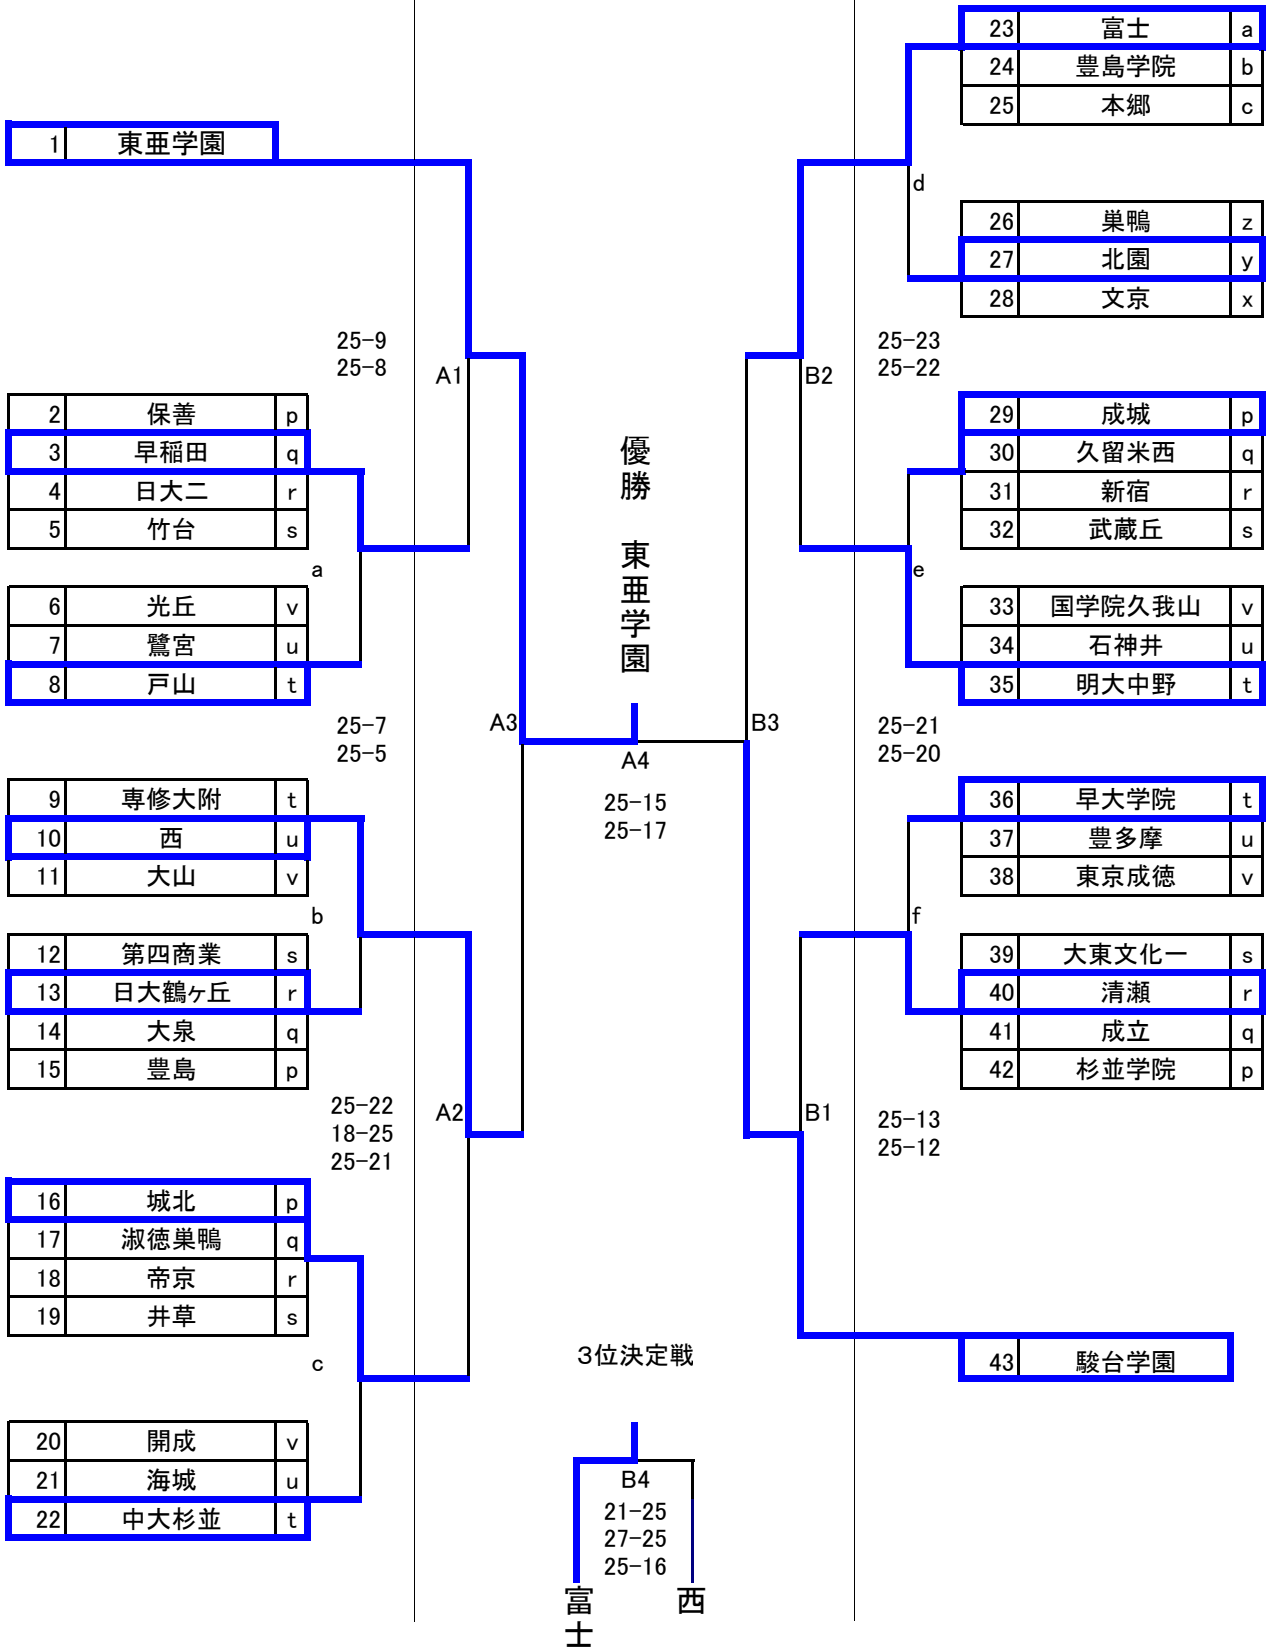 1 東亜学園
2 保善 p
3 早稲田 q
4 日大二 r
5 竹台 s
a
6 光丘 v
7 鷺宮 u
8 戸山 t
9 専修大附 t
10 西 u
11 大山 v
b
12 第四商業 s
13 日大鶴ヶ丘 r
14 大泉 q
15 豊島 p
16 城北 p
17 淑徳巣鴨 q
18 帝京 r
19 井草 s
c
20 開成 v
21 海城 u
22 中大杉並 t
25-9
25-8
A1
25-7
25-5
A3
25-22
18-25
25-21
A2
優勝 東亜学園
A4
25-15
25-17
3位決定戦
B4
21-25
27-25
25-16
富士
西
B2
25-23
25-22
B3
25-21
25-20
B1
25-13
25-12
23 富士 a
24 豊島学院 b
25 本郷 c
d
26 巣鴨 z
27 北園 y
28 文京 x
29 成城 p
30 久留米西 q
31 新宿 r
32 武蔵丘 s
e
33 国学院久我山 v
34 石神井 u
35 明大中野 t
36 早大学院 t
37 豊多摩 u
38 東京成徳 v
f
39 大東文化一 s
40 清瀬 r
41 成立 q
42 杉並学院 p
43 駿台学園